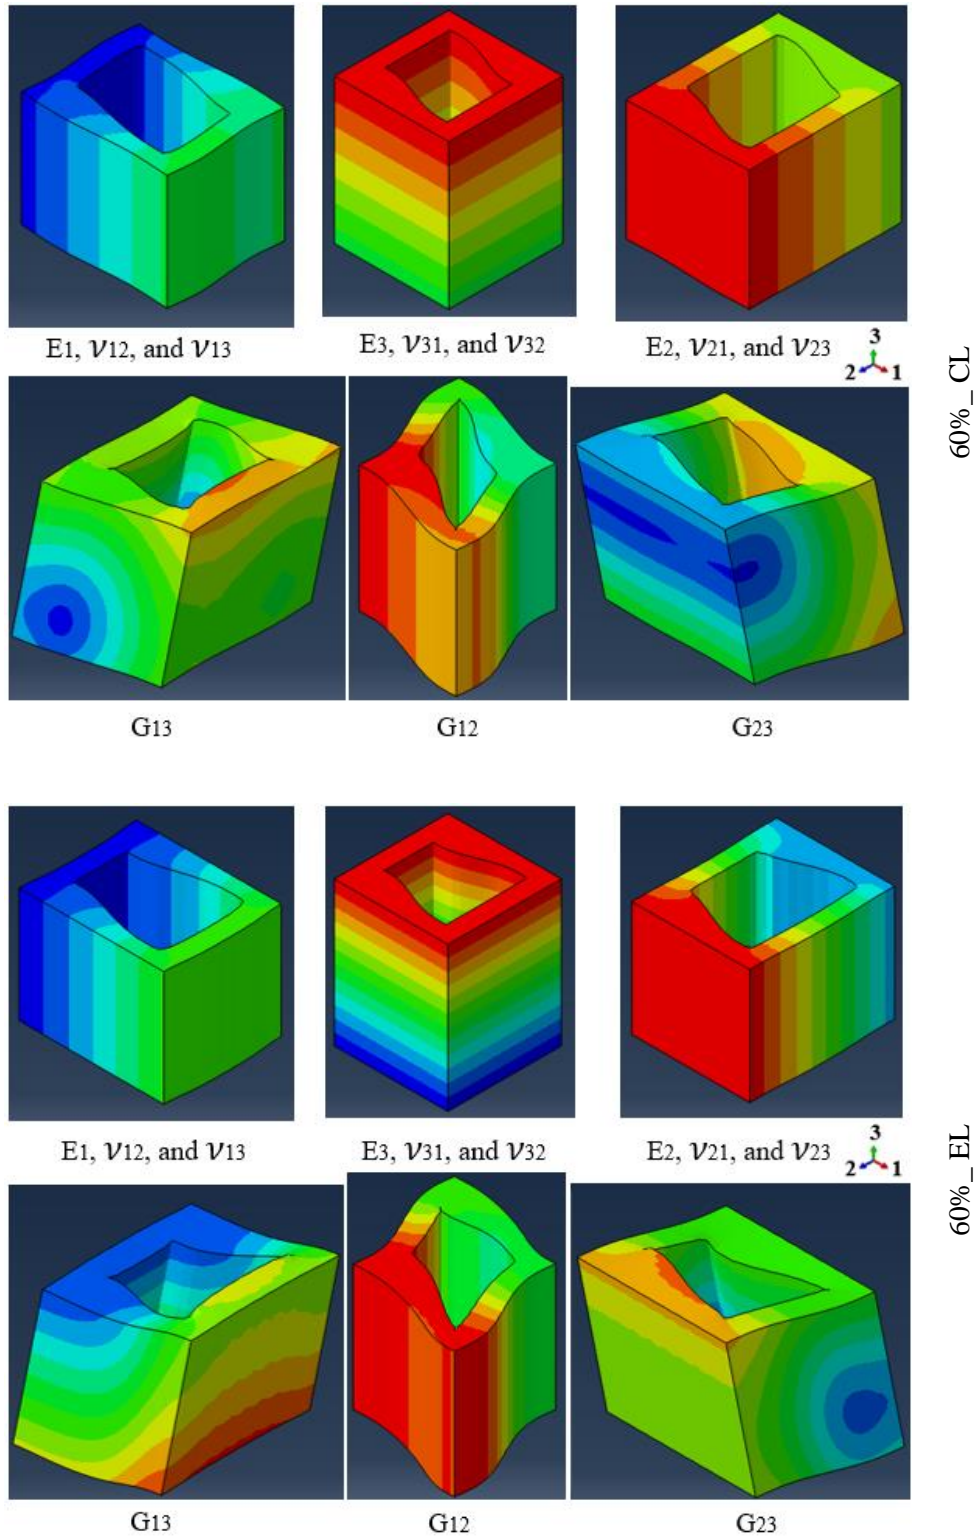 E1, ν12, and ν13
E3, ν31, and ν32
E2, ν21, and ν23
3
2 1
60%_ CL
G13
G12
G23
E1, ν12, and ν13
E3, ν31, and ν32
E2, ν21, and ν23
3
2 1
60%_ EL
G13
G12
G23